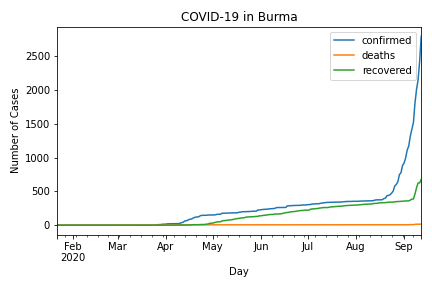 COVID-19 in Burma
confirmed
deaths
recovered
Number of Cases
2500
2000
1500
1000
500
0
Feb Mar Apr May Jun Jul Aug Sep
2020
Day